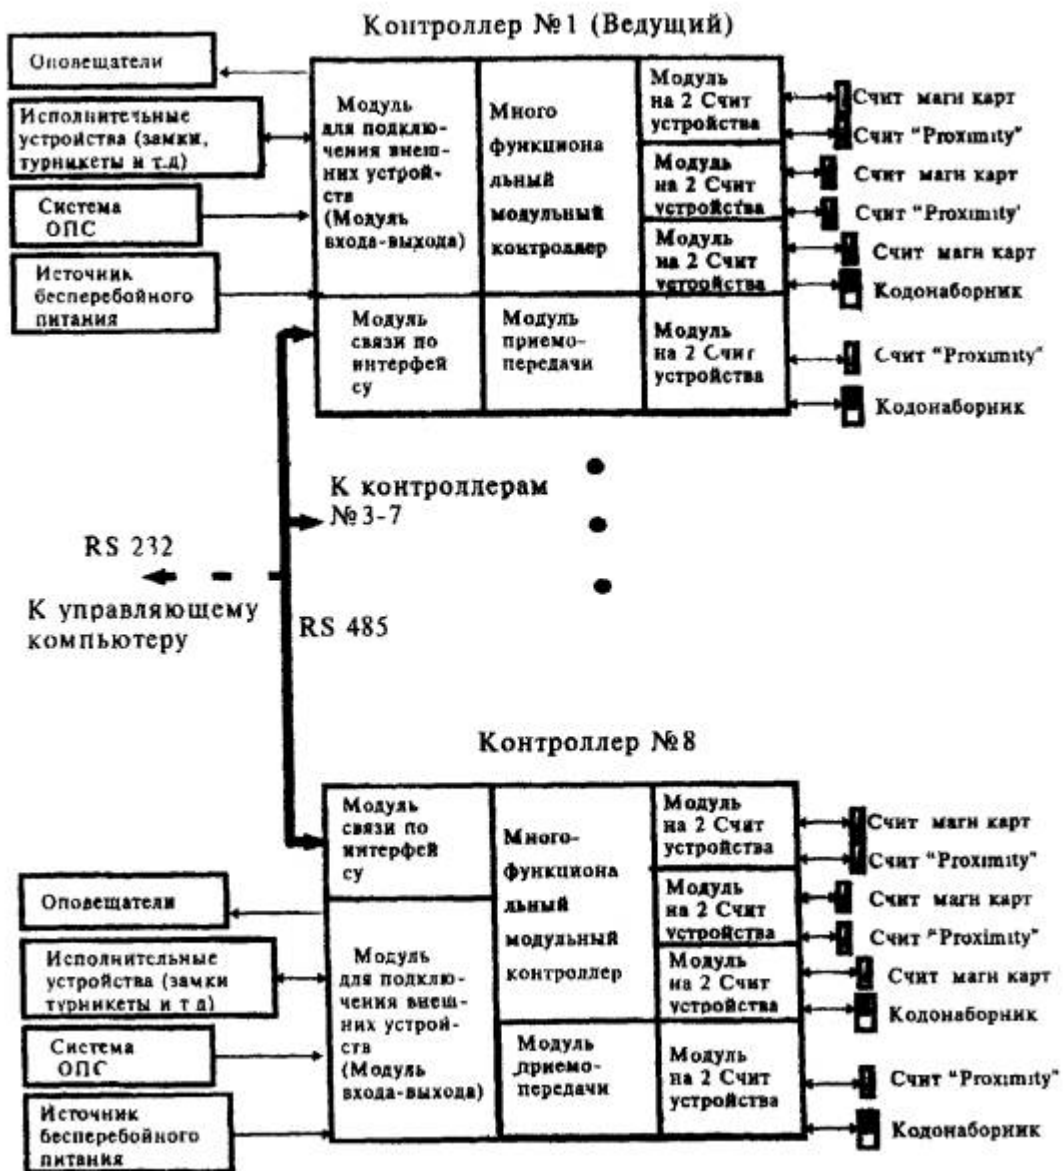 Контроллер №1 (Ведущий)
Оповещатели
Исполнительные
устройства (замки,
турникеты и т.д)
Система
ОПС
Источник
бесперебойного
питания
Модуль
для подклю-
чения внеш-
них устрой-
ств
(Модуль
входа-выхода)
Много
функциона
льный
модульный
контроллер
Модуль
на 2 Счит
устройства
Модуль
на 2 Счит
устройства
Модуль
на 2 Счит
устройства
Модуль
связи по
интерфей
су
Модуль
приемо-
передачи
Модуль
на 2 Счит
устройства
Счит магн карт
Счит "Proximity"
Счит магн карт
Счит "Proximity'
Счит магн карт
Кодонаборник
Счит "Proximity"
Кодонаборник
К контроллерам
№3-7
RS 232
К управляющему
компьютеру
RS 485
Контроллер №8
Модуль
связи по
интерфей
су
Много-
функциона
льный
модульный
контроллер
Модуль
на 2 Счит
устройства
Модуль
на 2 Счит
устройства
Модуль
на 2 Счит
устройства
Оповещатели
Исполнительные
устройства (замки
турникеты и т д)
Система
ОПС
Источник
бесперебойного
питания
Модуль
для подклю-
чения внеш-
них устрой-
ств
(Модуль
входа-выхода)
Модуль
приемо-
передачи
Модуль
на 2 Счит
устройства
Счит магн карт
Счит "Proximity"
Счит магн карт
Счит "Proximity"
Счит магн карт
Кодонаборник
Счит "Proximity"
Кодонаборник